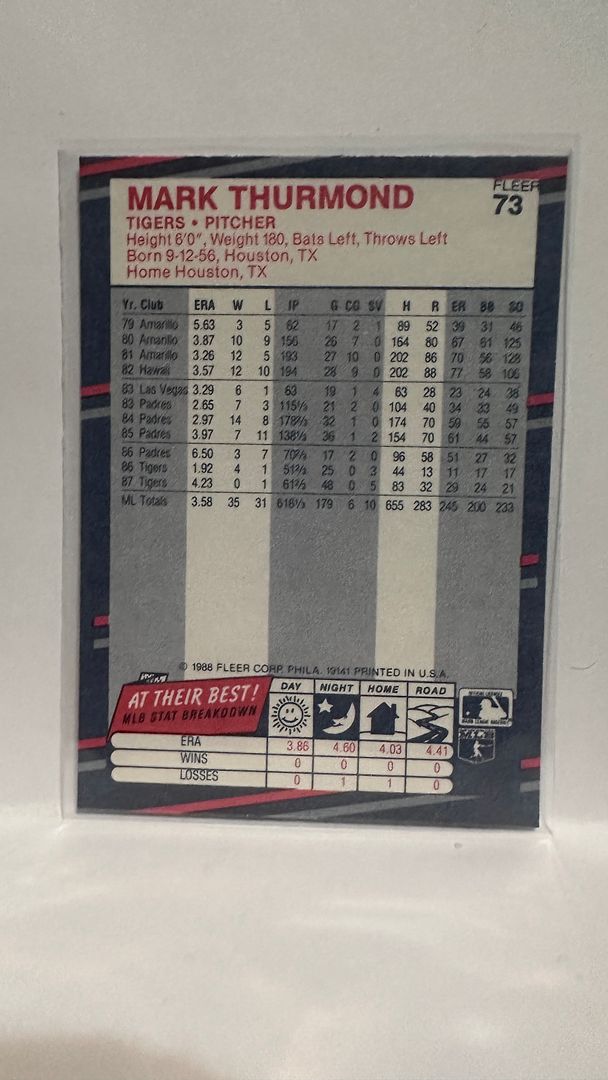 MARK THURMOND
FLEER
73
TIGERS • PITCHER
Height 6'0", Weight 180, Bats Left, Throws Left
Born 9-12-56, Houston, TX
Home Houston, TX
Yr. Club ERA W L IP G CG SV H R ER BB SO
79 Amarillo 5.63 3 5 62 17 2 1 89 52 39 31 46
80 Amarillo 3.87 10 9 156 26 7 0 164 80 67 61 125
81 Amarillo 3.26 12 5 193 27 10 0 202 86 70 56 128
82 Hawaii 3.57 12 10 194 28 9 0 202 88 77 58 106
83 Las Vegas 3.29 6 1 63 19 1 4 63 28 23 24 38
83 Padres 2.65 7 3 115⅓ 21 2 0 104 40 34 33 49
84 Padres 2.97 14 8 178⅔ 32 1 0 174 70 59 55 57
85 Padres 3.97 7 11 138⅓ 36 1 2 154 70 61 44 57
86 Padres 6.50 3 7 70⅔ 17 2 0 96 58 51 27 32
86 Tigers 1.92 4 1 51⅔ 25 0 3 44 13 11 17 17
87 Tigers 4.23 0 1 61⅔ 48 0 5 83 32 29 24 21
ML Totals 3.58 35 31 616⅓ 179 6 10 655 283 245 200 233
© 1988 FLEER CORP. PHILA. 19141 PRINTED IN U.S.A.
AT THEIR BEST!
MLB STAT BREAKDOWN
DAY NIGHT HOME ROAD
ERA 3.86 4.60 4.03 4.41
WINS 0 0 0 0
LOSSES 0 1 1 0